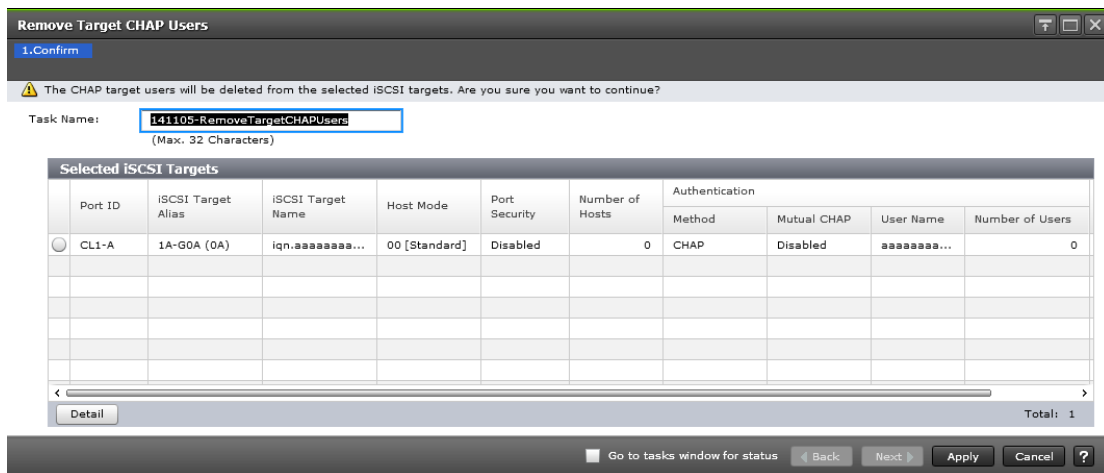 Remove Target CHAP Users
1.Confirm
The CHAP target users will be deleted from the selected iSCSI targets. Are you sure you want to continue?
Task Name: 141105-RemoveTargetCHAPUsers
(Max. 32 Characters)
Selected iSCSI Targets
Port ID iSCSI Target Alias iSCSI Target Name Host Mode Port Security Number of Hosts Authentication
Method Mutual CHAP User Name Number of Users
CL1-A 1A-G0A (0A) iqn.aaaaaaaa... 00 [Standard] Disabled 0 CHAP Disabled aaaaaaaa... 0
Detail Total: 1
Go to tasks window for status Back Next Apply Cancel ?